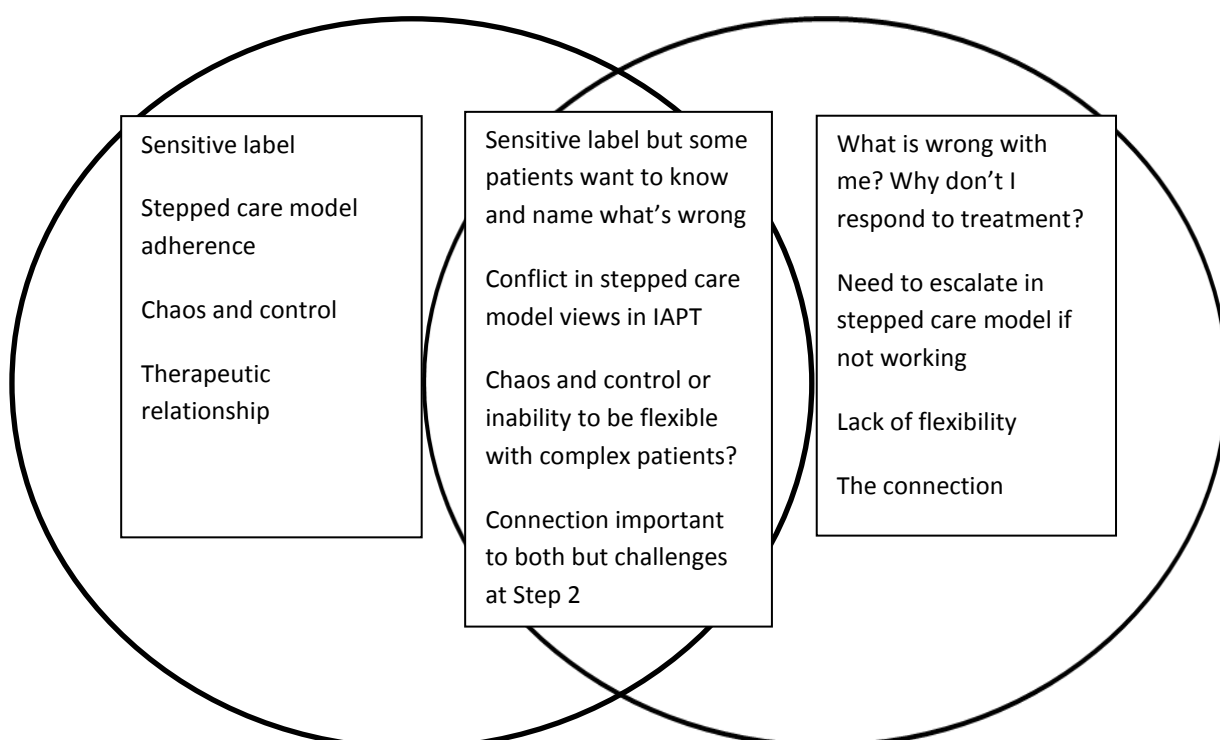 Sensitive label
Stepped care model
adherence
Chaos and control
Therapeutic
relationship
Sensitive label but some
patients want to know
and name what’s wrong
Conflict in stepped care
model views in IAPT
Chaos and control or
inability to be flexible
with complex patients?
Connection important
to both but challenges
at Step 2
What is wrong with
me? Why don’t I
respond to treatment?
Need to escalate in
stepped care model if
not working
Lack of flexibility
The connection